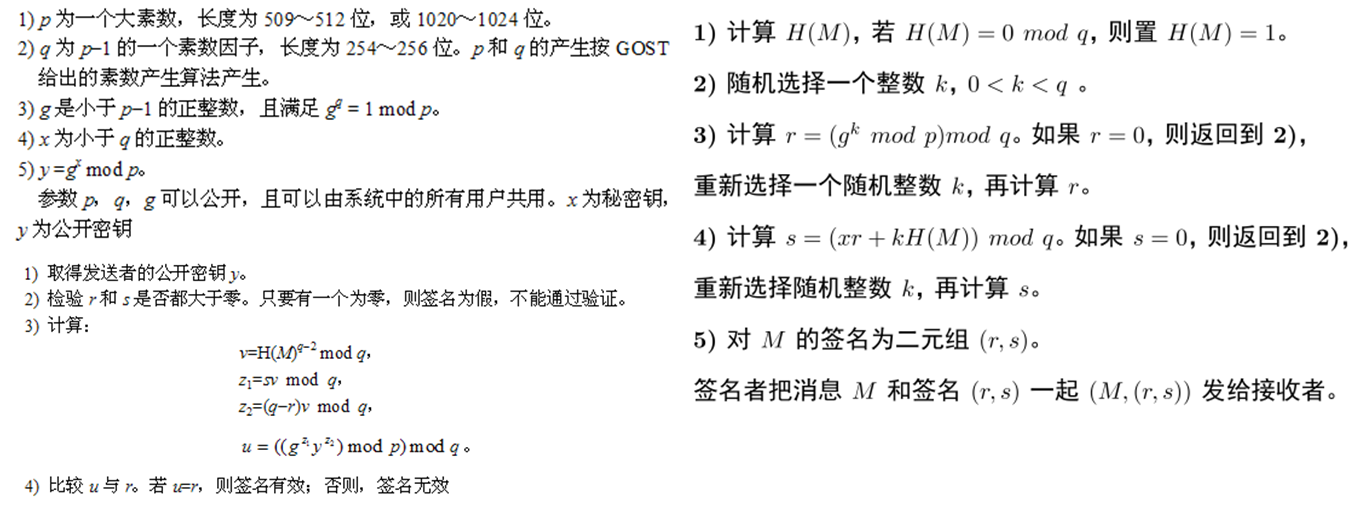 1) p 为一个大素数，长度为 509～512 位，或 1020～1024 位。
2) q 为 p−1 的一个素数因子，长度为 254～256 位。p 和 q 的产生按 GOST
给出的素数产生算法产生。
3) g 是小于 p−1 的正整数，且满足 g^q = 1 mod p。
4) x 为小于 q 的正整数。
5) y =g^x mod p。
参数 p，q，g 可以公开，且可以由系统中的所有用户共用。x 为秘密钥，
y 为公开密钥
1) 取得发送者的公开密钥 y。
2) 检验 r 和 s 是否都大于零。只要有一个为零，则签名为假，不能通过验证。
3) 计算：
v=H(M)^{q−2} mod q，
z_1=sv mod q，
z_2=(q−r)v mod q，
u = ((g^{z_1} y^{z_2}) mod p) mod q 。
4) 比较 u 与 r。若 u=r，则签名有效；否则，签名无效
1) 计算 H(M)，若 H(M) = 0 mod q，则置 H(M) = 1。
2) 随机选择一个整数 k，0 < k < q 。
3) 计算 r = (g^k mod p)mod q。如果 r = 0，则返回到 2)，
重新选择一个随机整数 k，再计算 r。
4) 计算 s = (xr + kH(M)) mod q。如果 s = 0，则返回到 2)，
重新选择随机整数 k，再计算 s。
5) 对 M 的签名为二元组 (r, s)。
签名者把消息 M 和签名 (r, s) 一起 (M, (r, s)) 发给接收者。